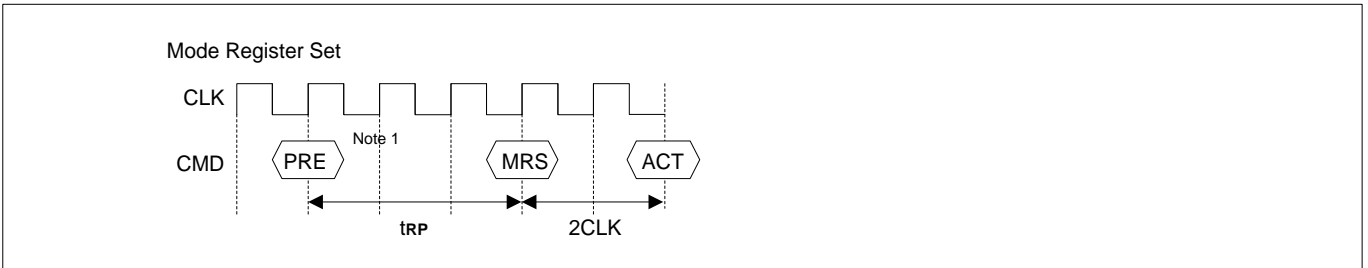 Mode Register Set
CLK
Note 1
CMD PRE MRS ACT
tRP 2CLK